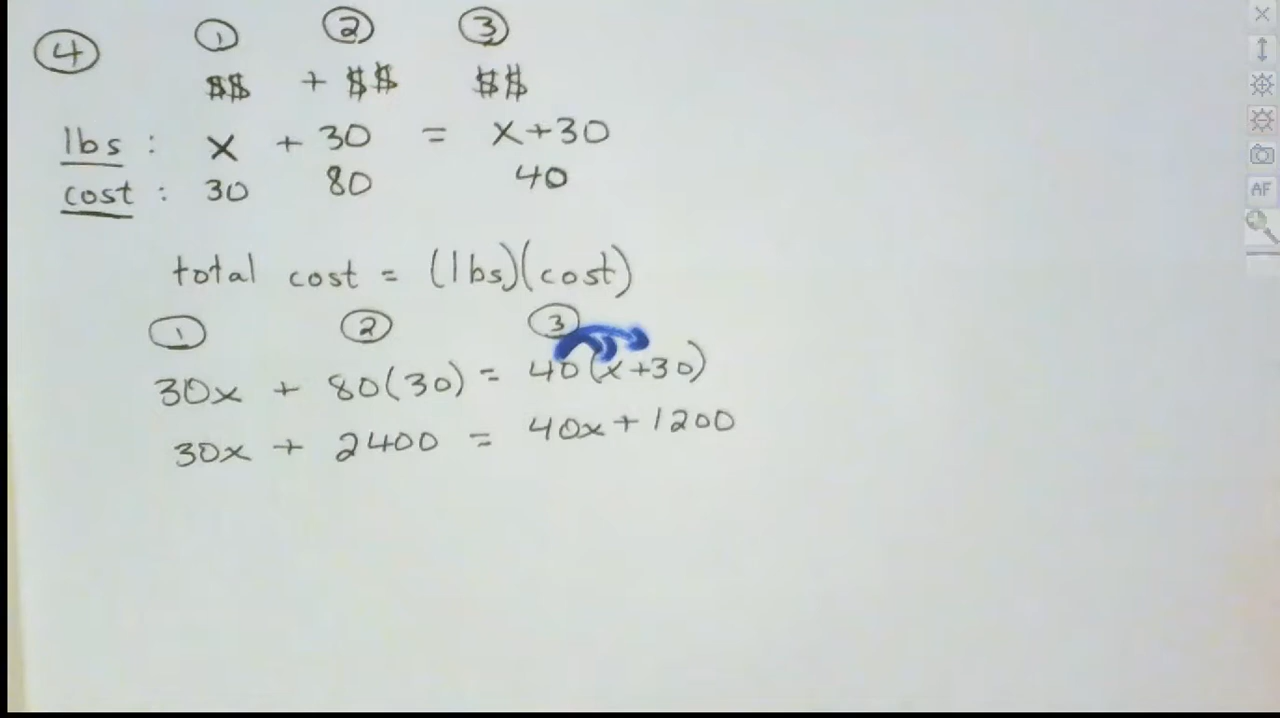 ④ ① ② ③
$$ + $$ $$
lbs : x + 30 = x+30
cost : 30 80 40
total cost = (lbs)(cost)
① ② ③
30x + 80(30) = 40(x+30)
30x + 2400 = 40x+1200
AF